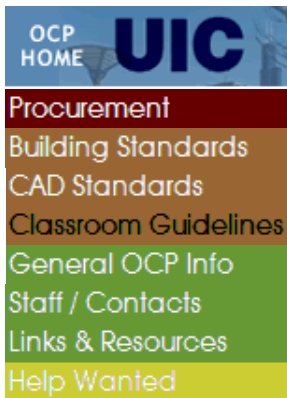 OCP
HOME
UIC
Procurement
Building Standards
CAD Standards
Classroom Guidelines
General OCP Info
Staff / Contacts
Links & Resources
Help Wanted